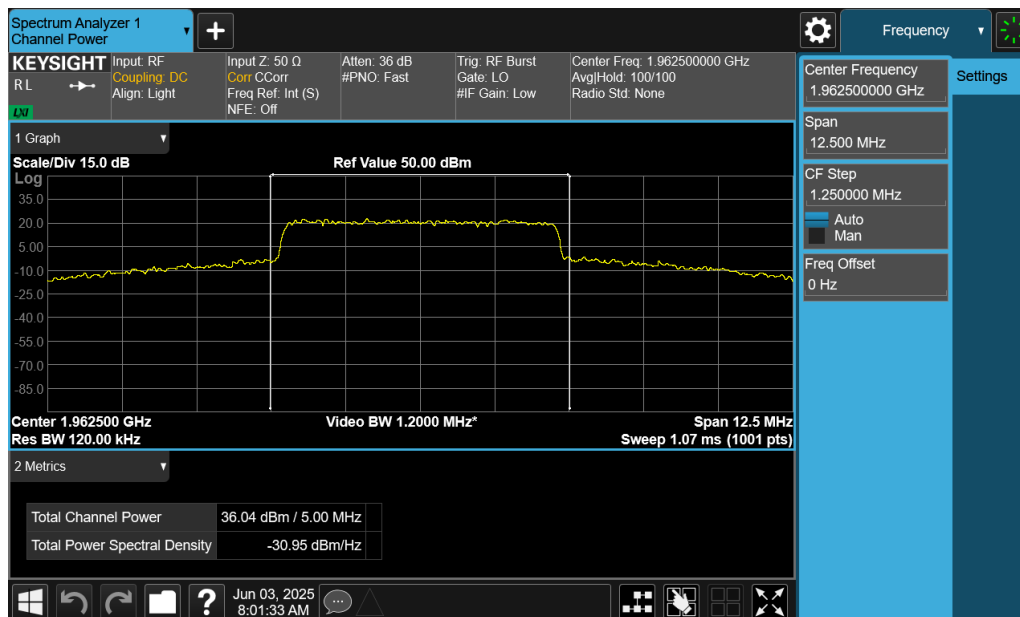 Spectrum Analyzer 1
Channel Power
+
Frequency
KEYSIGHT
R L
LXI
Input: RF
Coupling: DC
Align: Light
Input Z: 50 Ω
Corr CCorr
Freq Ref: Int (S)
NFE: Off
Atten: 36 dB
#PNO: Fast
Trig: RF Burst
Gate: LO
#IF Gain: Low
Center Freq: 1.962500000 GHz
Avg|Hold: 100/100
Radio Std: None
Center Frequency
1.962500000 GHz
Settings
Span
12.500 MHz
CF Step
1.250000 MHz
Auto
Man
Freq Offset
0 Hz
1 Graph
Scale/Div 15.0 dB
Ref Value 50.00 dBm
Log
35.0
20.0
5.00
-10.0
-25.0
-40.0
-55.0
-70.0
-85.0
Center 1.962500 GHz
Video BW 1.2000 MHz*
Span 12.5 MHz
Res BW 120.00 kHz
Sweep 1.07 ms (1001 pts)
2 Metrics
Total Channel Power 36.04 dBm / 5.00 MHz
Total Power Spectral Density -30.95 dBm/Hz
?
Jun 03, 2025
8:01:33 AM